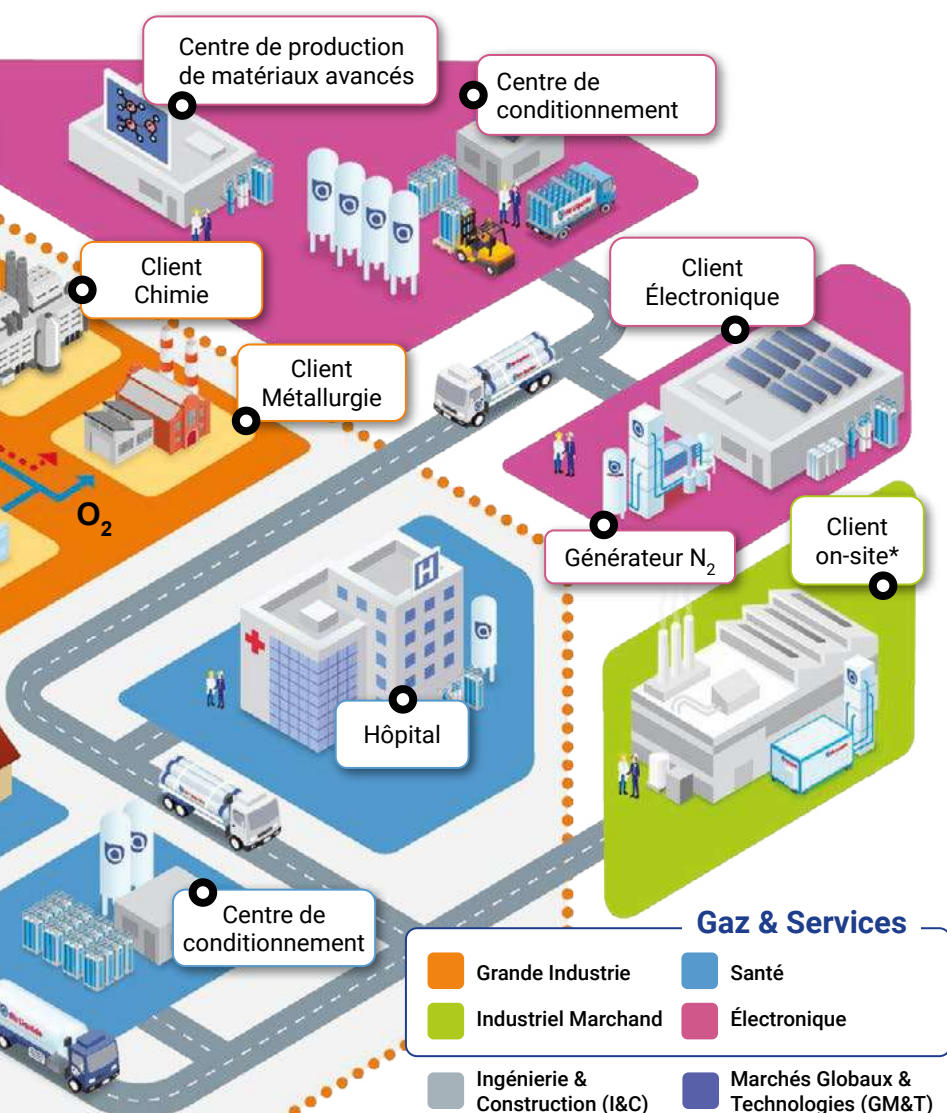 Centre de production
de matériaux avancés
Centre de
conditionnement
Client
Chimie
Client
Électronique
Client
Métallurgie
O2
Générateur N2
Client
on-site*
H
Hôpital
Centre de
conditionnement
Air Liquide
Gaz & Services
Grande Industrie
Santé
Industriel Marchand
Électronique
Ingénierie &
Construction (I&C)
Marchés Globaux &
Technologies (GM&T)